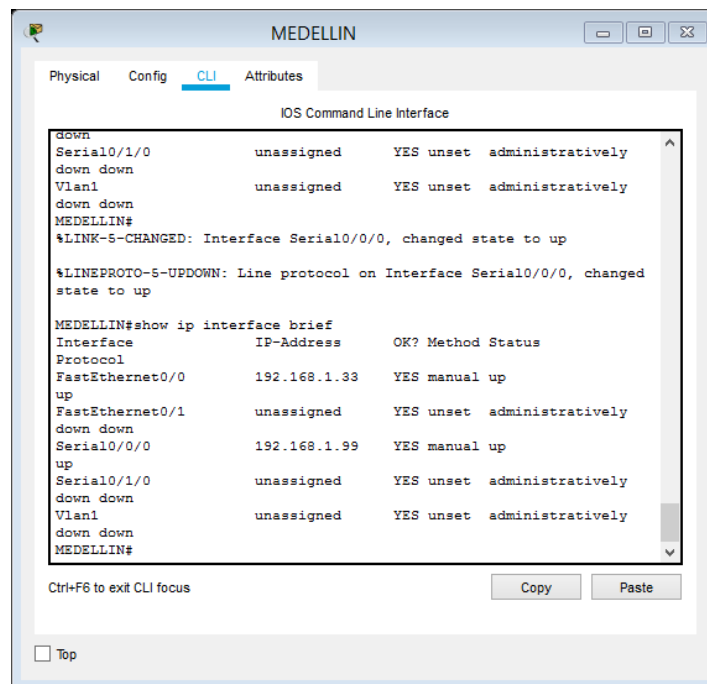 MEDELLIN
Physical Config CLI Attributes
IOS Command Line Interface
down
Serial0/1/0 unassigned YES unset administratively
down down
Vlan1 unassigned YES unset administratively
down down
MEDELLIN#
%LINK-5-CHANGED: Interface Serial0/0/0, changed state to up
%LINEPROTO-5-UPDOWN: Line protocol on Interface Serial0/0/0, changed
state to up
MEDELLIN#show ip interface brief
Interface IP-Address OK? Method Status
Protocol
FastEthernet0/0 192.168.1.33 YES manual up
up
FastEthernet0/1 unassigned YES unset administratively
down down
Serial0/0/0 192.168.1.99 YES manual up
up
Serial0/1/0 unassigned YES unset administratively
down down
Vlan1 unassigned YES unset administratively
down down
MEDELLIN#
Ctrl+F6 to exit CLI focus Copy Paste
Top